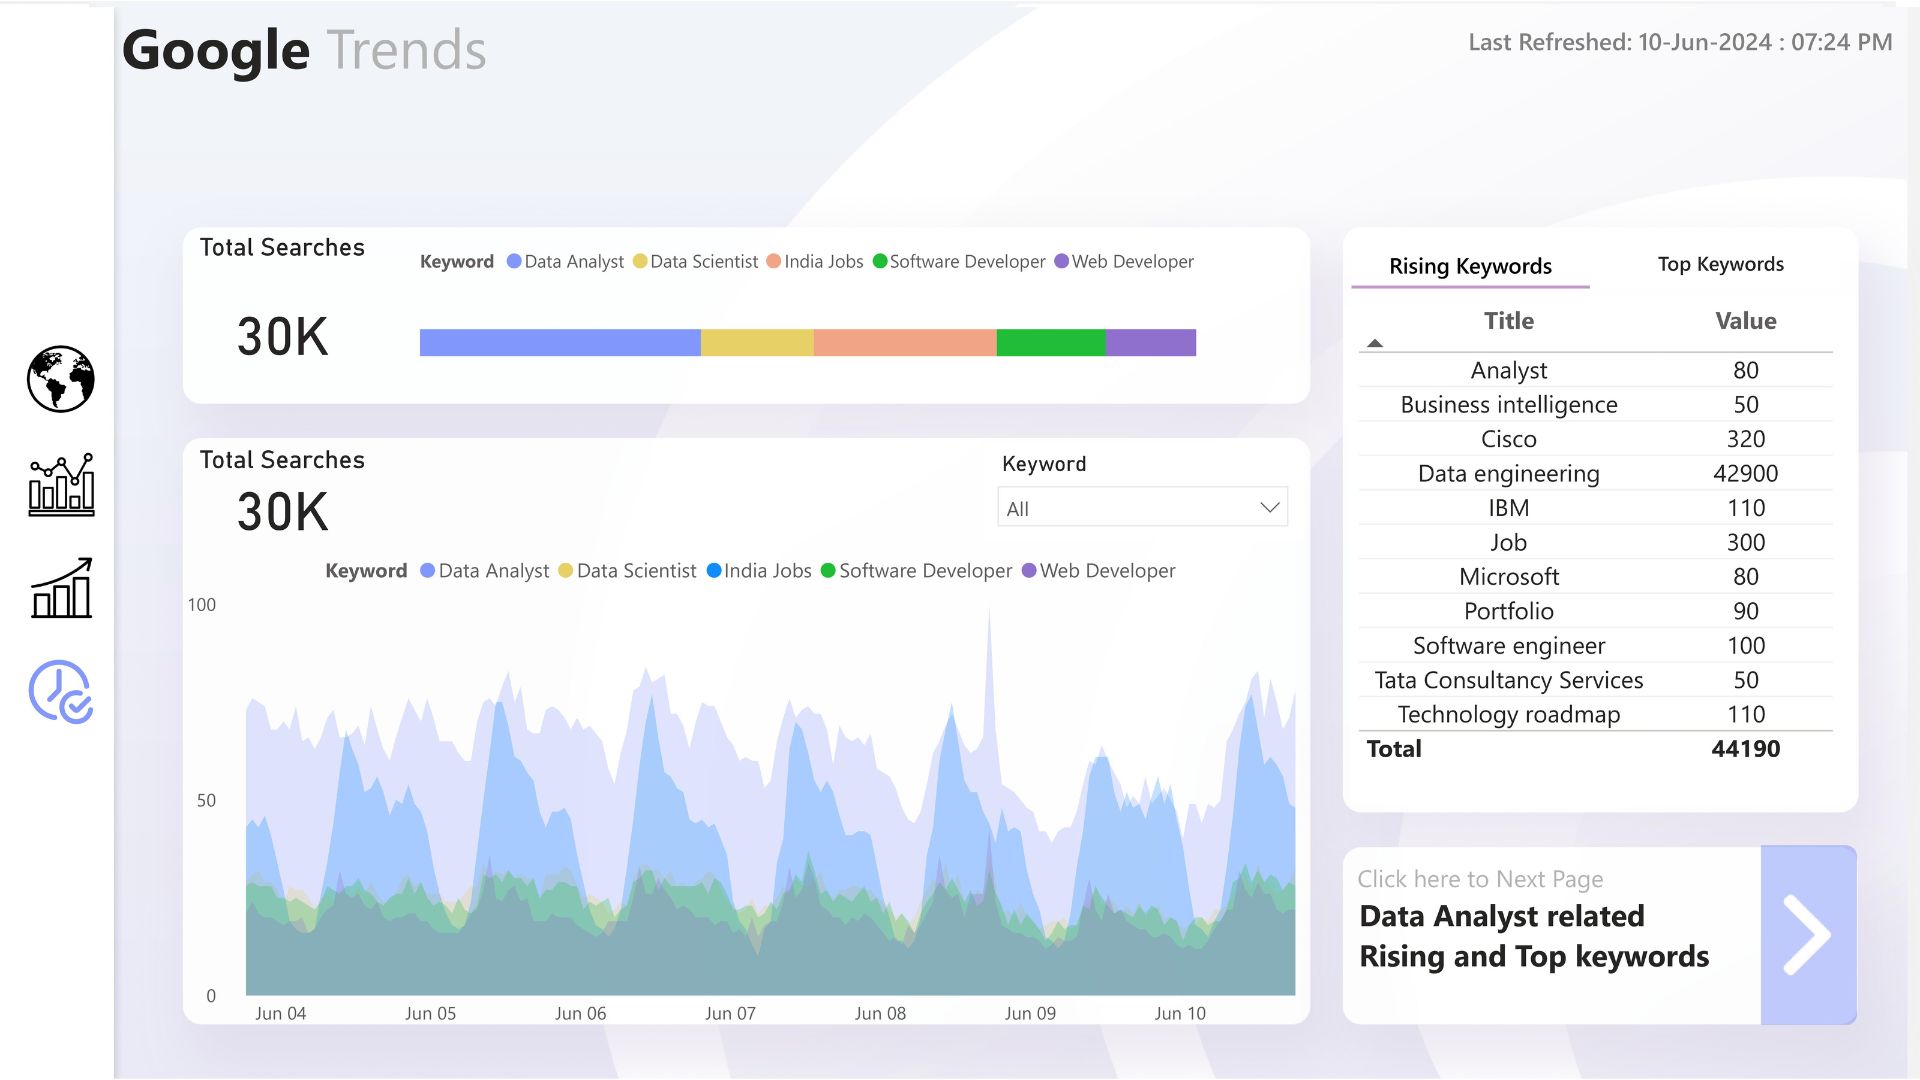 Google Trends
Last Refreshed: 10-Jun-2024 : 07:24 PM
Total Searches
30K
Keyword Data Analyst Data Scientist India Jobs Software Developer Web Developer
Total Searches
30K
Keyword
All
Keyword Data Analyst Data Scientist India Jobs Software Developer Web Developer
100
50
0
Jun 04 Jun 05 Jun 06 Jun 07 Jun 08 Jun 09 Jun 10
Rising Keywords Top Keywords
Title Value
Analyst 80
Business intelligence 50
Cisco 320
Data engineering 42900
IBM 110
Job 300
Microsoft 80
Portfolio 90
Software engineer 100
Tata Consultancy Services 50
Technology roadmap 110
Total 44190
Click here to Next Page
Data Analyst related
Rising and Top keywords